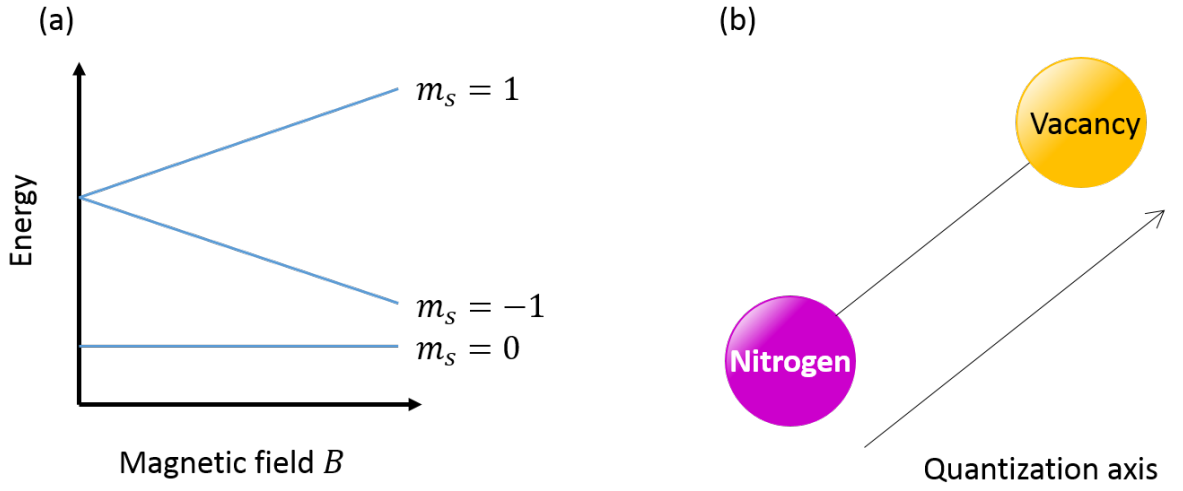 (a)
Energy
m_s = 1
m_s = −1
m_s = 0
Magnetic field B
(b)
Vacancy
Nitrogen
Quantization axis